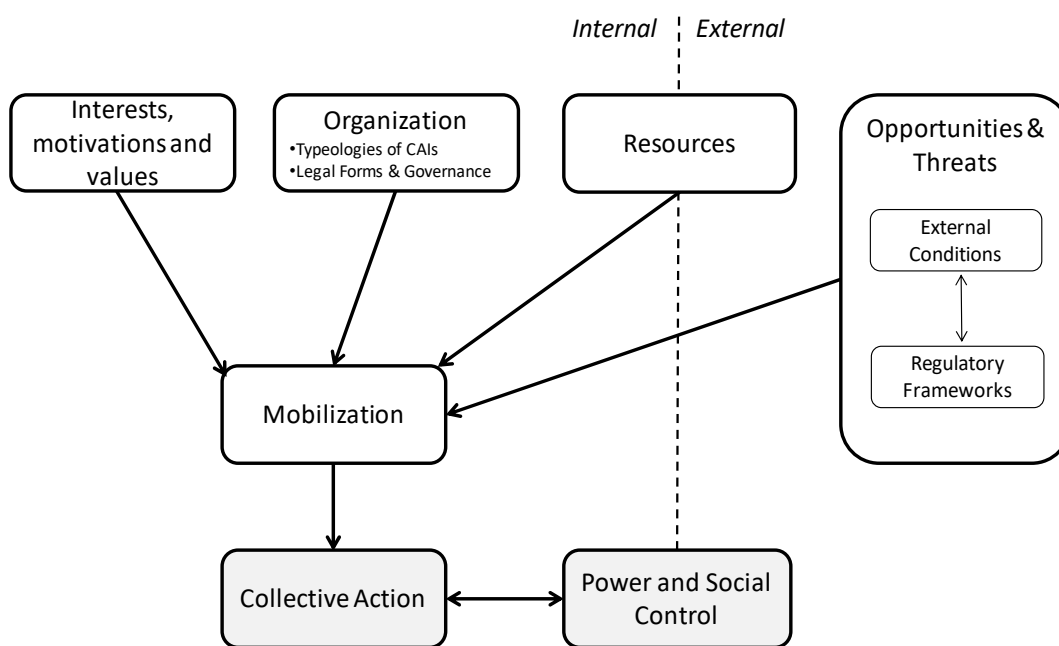 Internal
External
Interests,
motivations and
values
Organization
•Typeologies of CAIs
•Legal Forms & Governance
Resources
Opportunities &
Threats
External
Conditions
Regulatory
Frameworks
Mobilization
Collective Action
Power and Social
Control